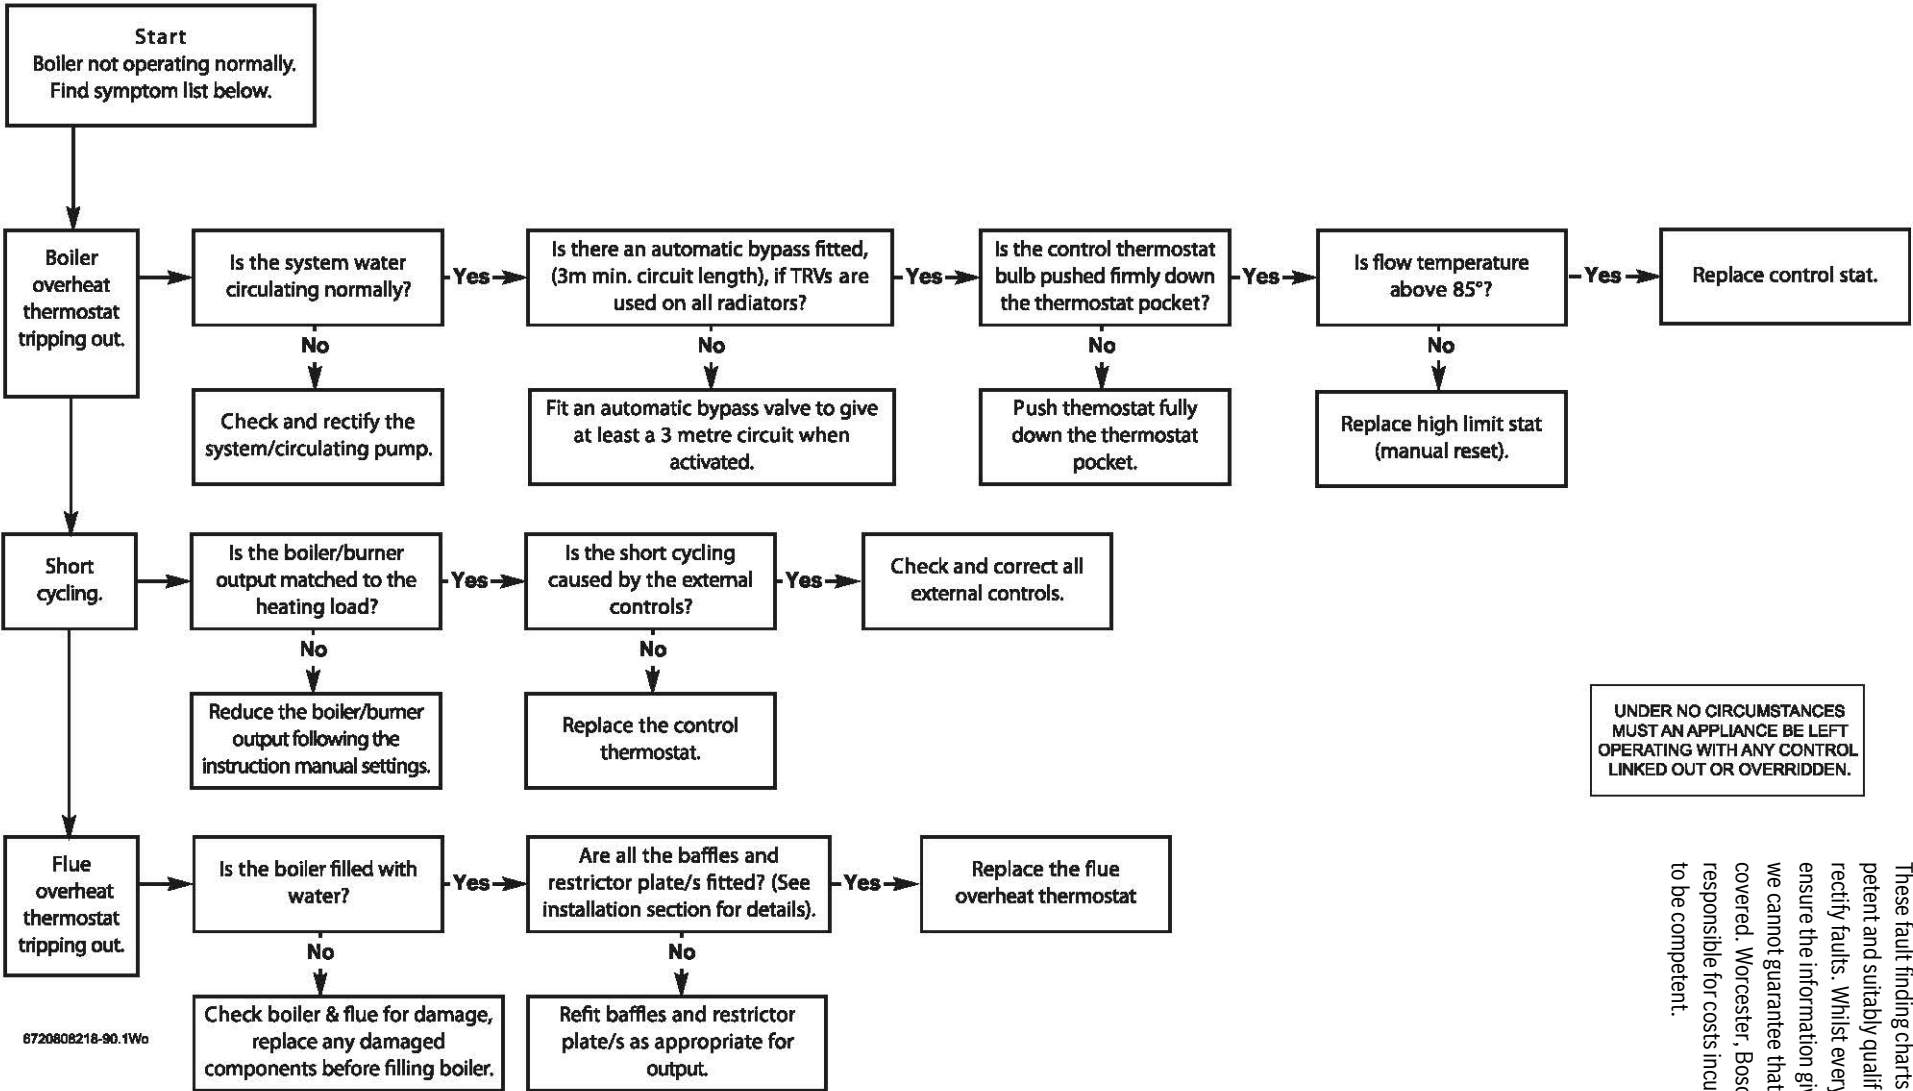 Start
Boiler not operating normally.
Find symptom list below.
Boiler
overheat
thermostat
tripping out.
Is the system water
circulating normally?
Yes
Is there an automatic bypass fitted,
(3m min. circuit length), if TRVs are
used on all radiators?
Yes
Is the control thermostat
bulb pushed firmly down
the thermostat pocket?
Yes
Is flow temperature
above 85°?
Yes
Replace control stat.
No
No
No
No
Check and rectify the
system/circulating pump.
Fit an automatic bypass valve to give
at least a 3 metre circuit when
activated.
Push themostat fully
down the thermostat
pocket.
Replace high limit stat
(manual reset).
Short
cycling.
Is the boiler/burner
output matched to the
heating load?
Yes
Is the short cycling
caused by the external
controls?
Yes
Check and correct all
external controls.
No
No
Reduce the boiler/burner
output following the
instruction manual settings.
Replace the control
thermostat.
UNDER NO CIRCUMSTANCES
MUST AN APPLIANCE BE LEFT
OPERATING WITH ANY CONTROL
LINKED OUT OR OVERRIDDEN.
Flue
overheat
thermostat
tripping out.
Is the boiler filled with
water?
Yes
Are all the baffles and
restrictor plate/s fitted? (See
installation section for details).
Yes
Replace the flue
overheat thermostat
No
No
Check boiler & flue for damage,
replace any damaged
components before filling boiler.
Refit baffles and restrictor
plate/s as appropriate for
output.
6720808218-90.1Wo
These fault finding charts
petent and suitably qualif
rectify faults. Whilst every
ensure the information giv
we cannot guarantee that
covered. Worcester, Bosc
responsible for costs incu
to be competent.